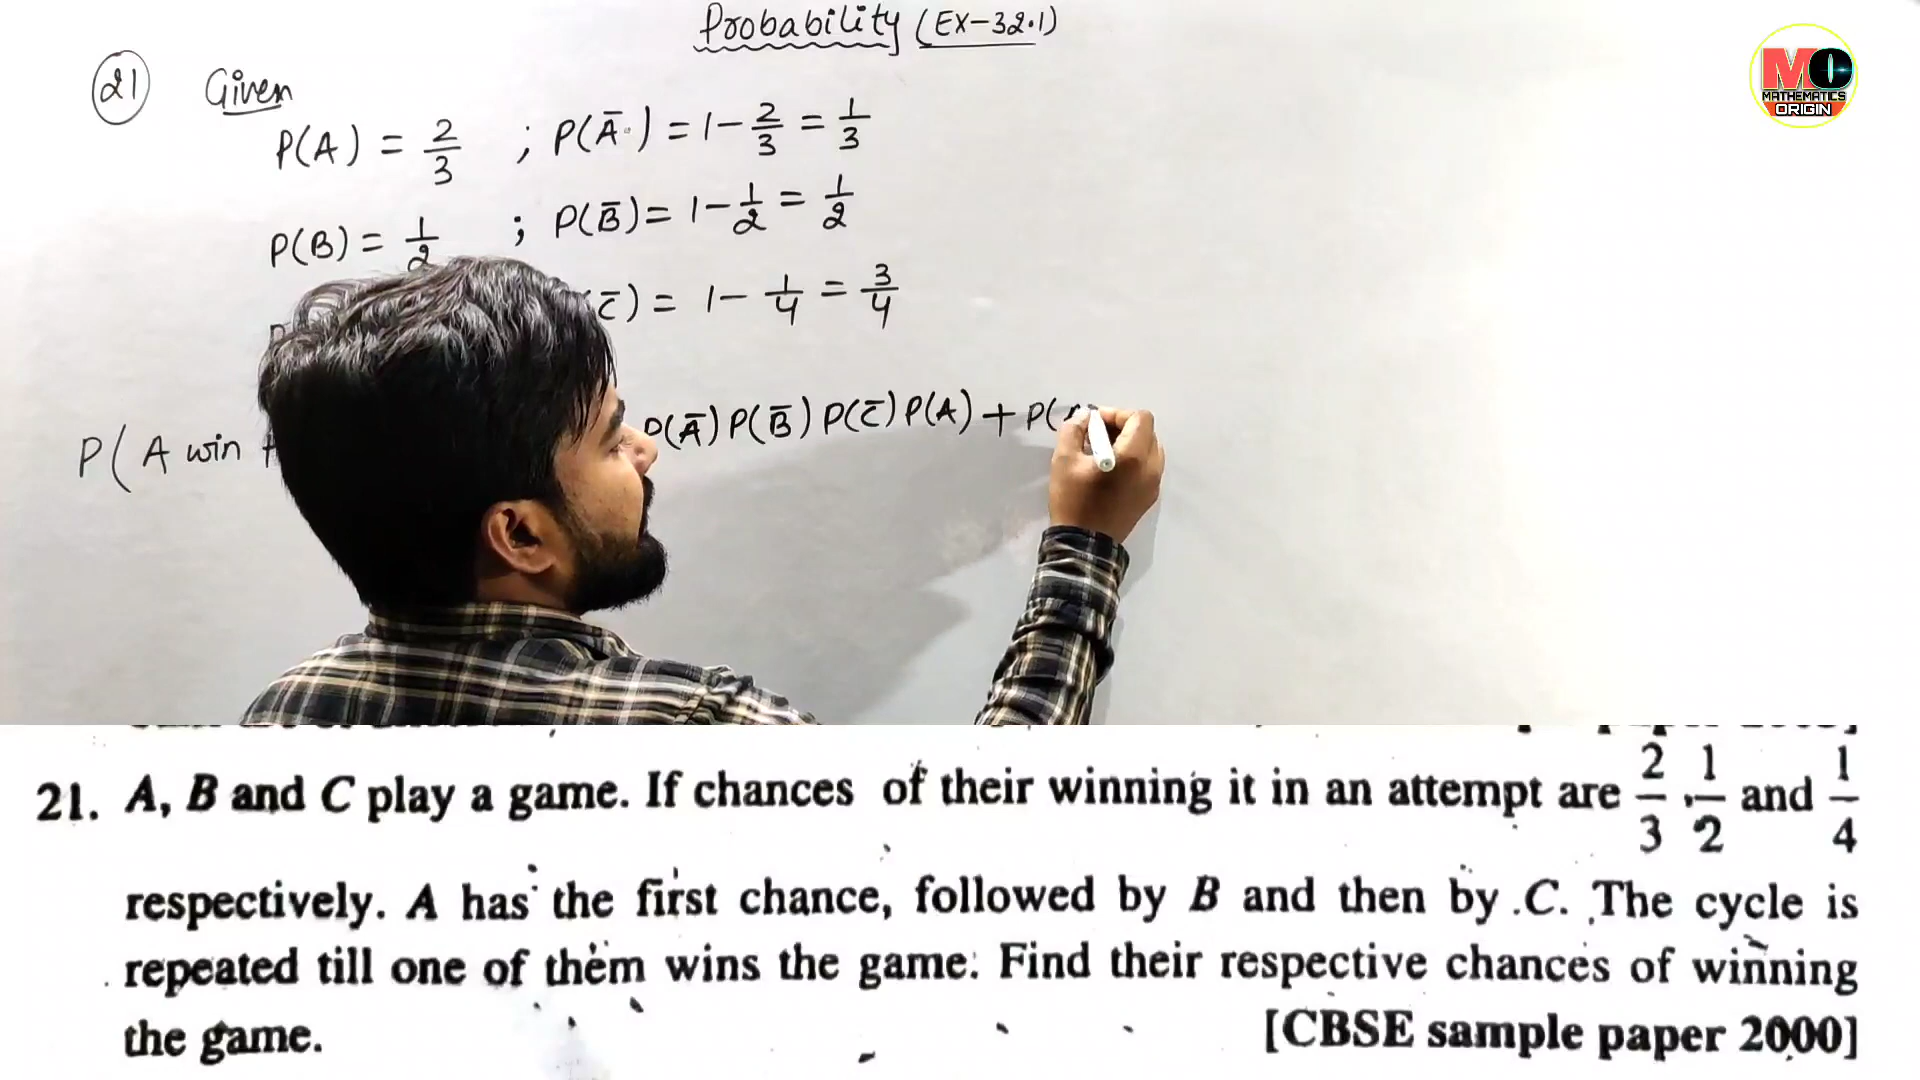 Probability (EX-32.1)
MO
MATHEMATICS
ORIGIN
21 Given
P(A) = 2/3 ; P(Ā) = 1 - 2/3 = 1/3
P(B) = 1/2 ; P(B̄) = 1 - 1/2 = 1/2
C̄) = 1 - 1/4 = 3/4
P(A win P(Ā) P(B̄) P(C̄) P(A) + P(
21. A, B and C play a game. If chances of their winning it in an attempt are 2/3, 1/2 and 1/4
respectively. A has the first chance, followed by B and then by C. The cycle is
repeated till one of them wins the game. Find their respective chances of winning
the game. [CBSE sample paper 2000]